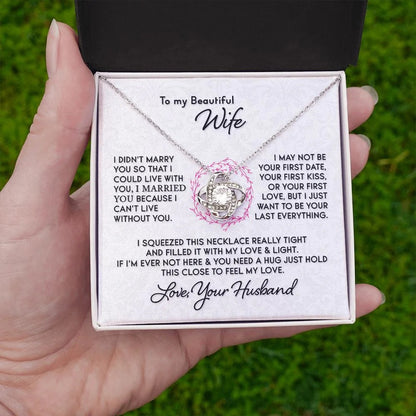 To my Beautiful
Wife
I DIDN'T MARRY
YOU SO THAT I
COULD LIVE WITH
YOU, I MARRIED
YOU BECAUSE I
CAN'T LIVE
WITHOUT YOU.
I MAY NOT BE
YOUR FIRST DATE,
YOUR FIRST KISS,
OR YOUR FIRST
LOVE, BUT I JUST
WANT TO BE YOUR
LAST EVERYTHING.
I SQUEEZED THIS NECKLACE REALLY TIGHT
AND FILLED IT WITH MY LOVE & LIGHT.
IF I'M EVER NOT HERE & YOU NEED A HUG JUST HOLD
THIS CLOSE TO FEEL MY LOVE.
Love, Your Husband